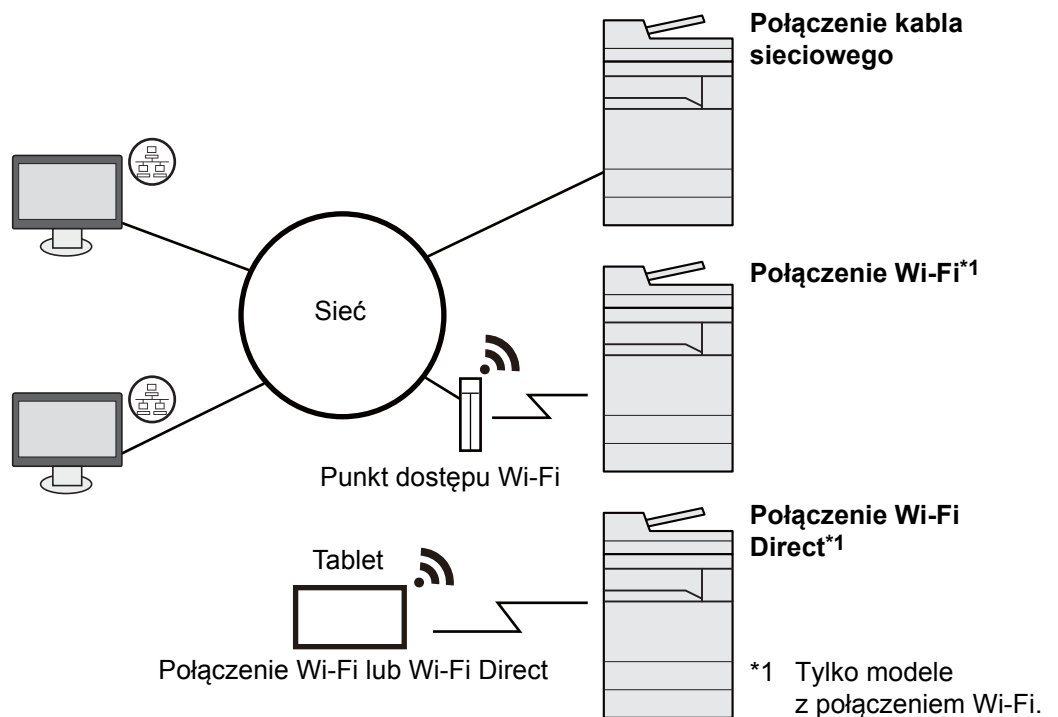 Połączenie kabla
sieciowego
Sieć
Połączenie Wi-Fi*1
Punkt dostępu Wi-Fi
Połączenie Wi-Fi
Direct*1
Tablet
Połączenie Wi-Fi lub Wi-Fi Direct
*1 Tylko modele
z połączeniem Wi-Fi.